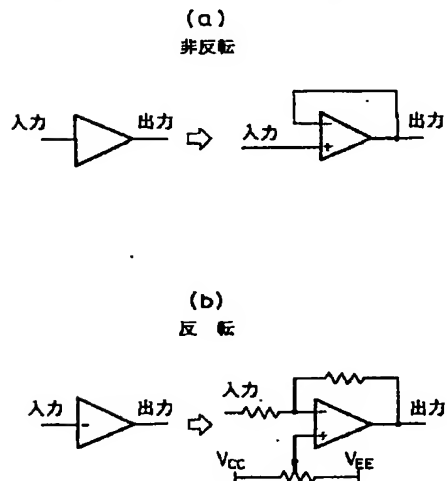 (a)
非反転
入力 出力 ⇨ 入力 - + 出力
(b)
反 転
入力 - 出力 ⇨ 入力 - + 出力
VCC VEE